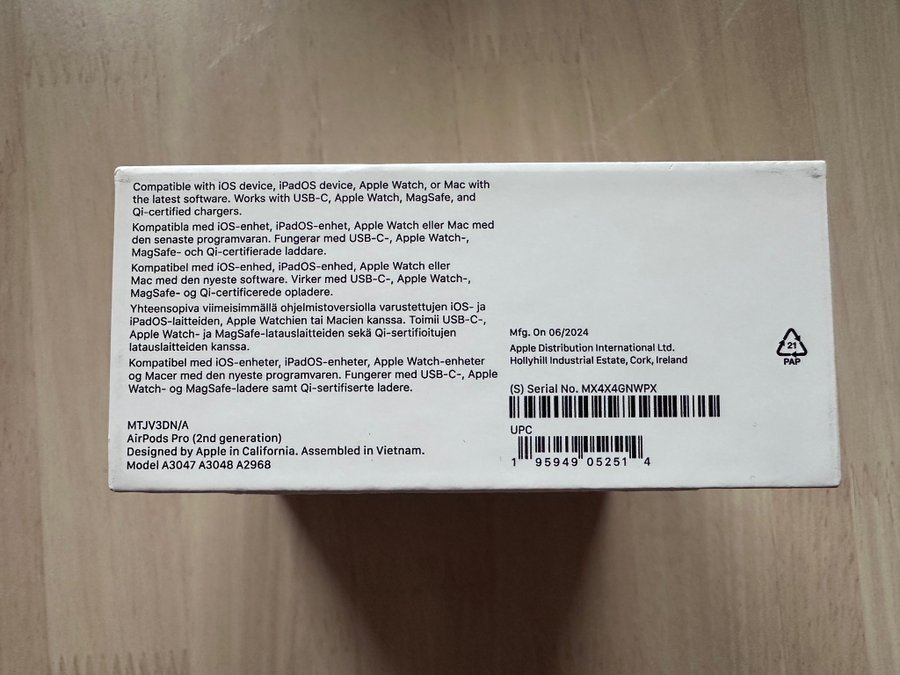 Compatible with iOS device, iPadOS device, Apple Watch, or Mac with
the latest software. Works with USB-C, Apple Watch, MagSafe, and
Qi-certified chargers.
Kompatibla med iOS-enhet, iPadOS-enhet, Apple Watch eller Mac med
den senaste programvaran. Fungerar med USB-C-, Apple Watch-,
MagSafe- och Qi-certifierade laddare.
Kompatibel med iOS-enhed, iPadOS-enhed, Apple Watch eller
Mac med den nyeste software. Virker med USB-C-, Apple Watch-,
MagSafe- og Qi-certificerede opladere.
Yhteensopiva viimeisimmällä ohjelmistoversiolla varustettujen iOS- ja
iPadOS-laitteiden, Apple Watchien tai Macien kanssa. Toimii USB-C-,
Apple Watch- ja MagSafe-latauslaitteiden sekä Qi-sertifioitujen
latauslaitteiden kanssa.
Kompatibel med iOS-enheter, iPadOS-enheter, Apple Watch-enheter
og Macer med den nyeste programvaren. Fungerer med USB-C-, Apple
Watch- og MagSafe-ladere samt Qi-sertifiserte ladere.
MTJV3DN/A
AirPods Pro (2nd generation)
Designed by Apple in California. Assembled in Vietnam.
Model A3047 A3048 A2968
Mfg. On 06/2024
Apple Distribution International Ltd.
Hollyhill Industrial Estate, Cork, Ireland
(S) Serial No. MX4X4GNWPX
UPC
1 95949 05251 4
21
PAP